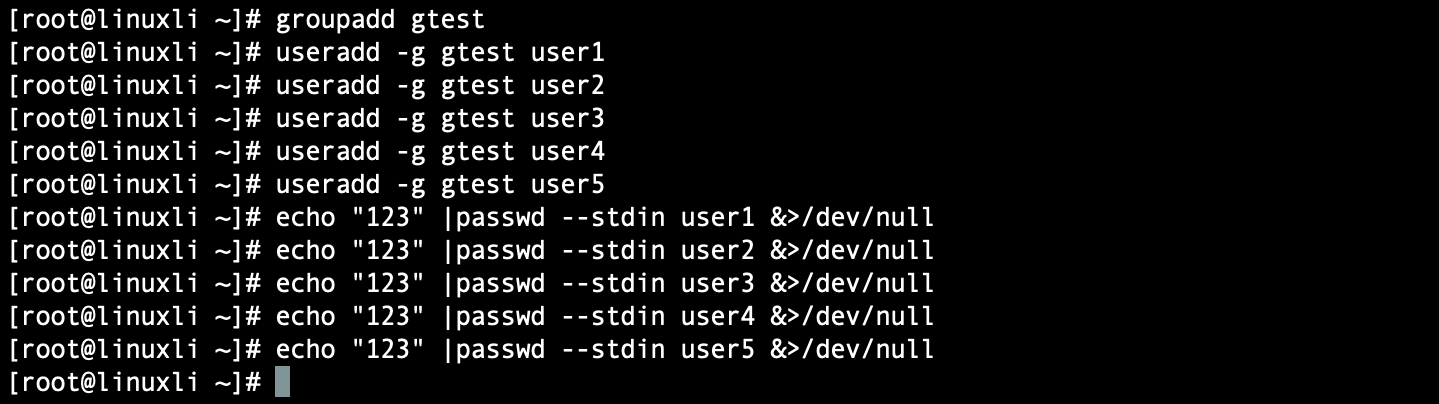 [root@linuxli ~]# groupadd gtest
[root@linuxli ~]# useradd -g gtest user1
[root@linuxli ~]# useradd -g gtest user2
[root@linuxli ~]# useradd -g gtest user3
[root@linuxli ~]# useradd -g gtest user4
[root@linuxli ~]# useradd -g gtest user5
[root@linuxli ~]# echo "123" |passwd --stdin user1 &>/dev/null
[root@linuxli ~]# echo "123" |passwd --stdin user2 &>/dev/null
[root@linuxli ~]# echo "123" |passwd --stdin user3 &>/dev/null
[root@linuxli ~]# echo "123" |passwd --stdin user4 &>/dev/null
[root@linuxli ~]# echo "123" |passwd --stdin user5 &>/dev/null
[root@linuxli ~]#